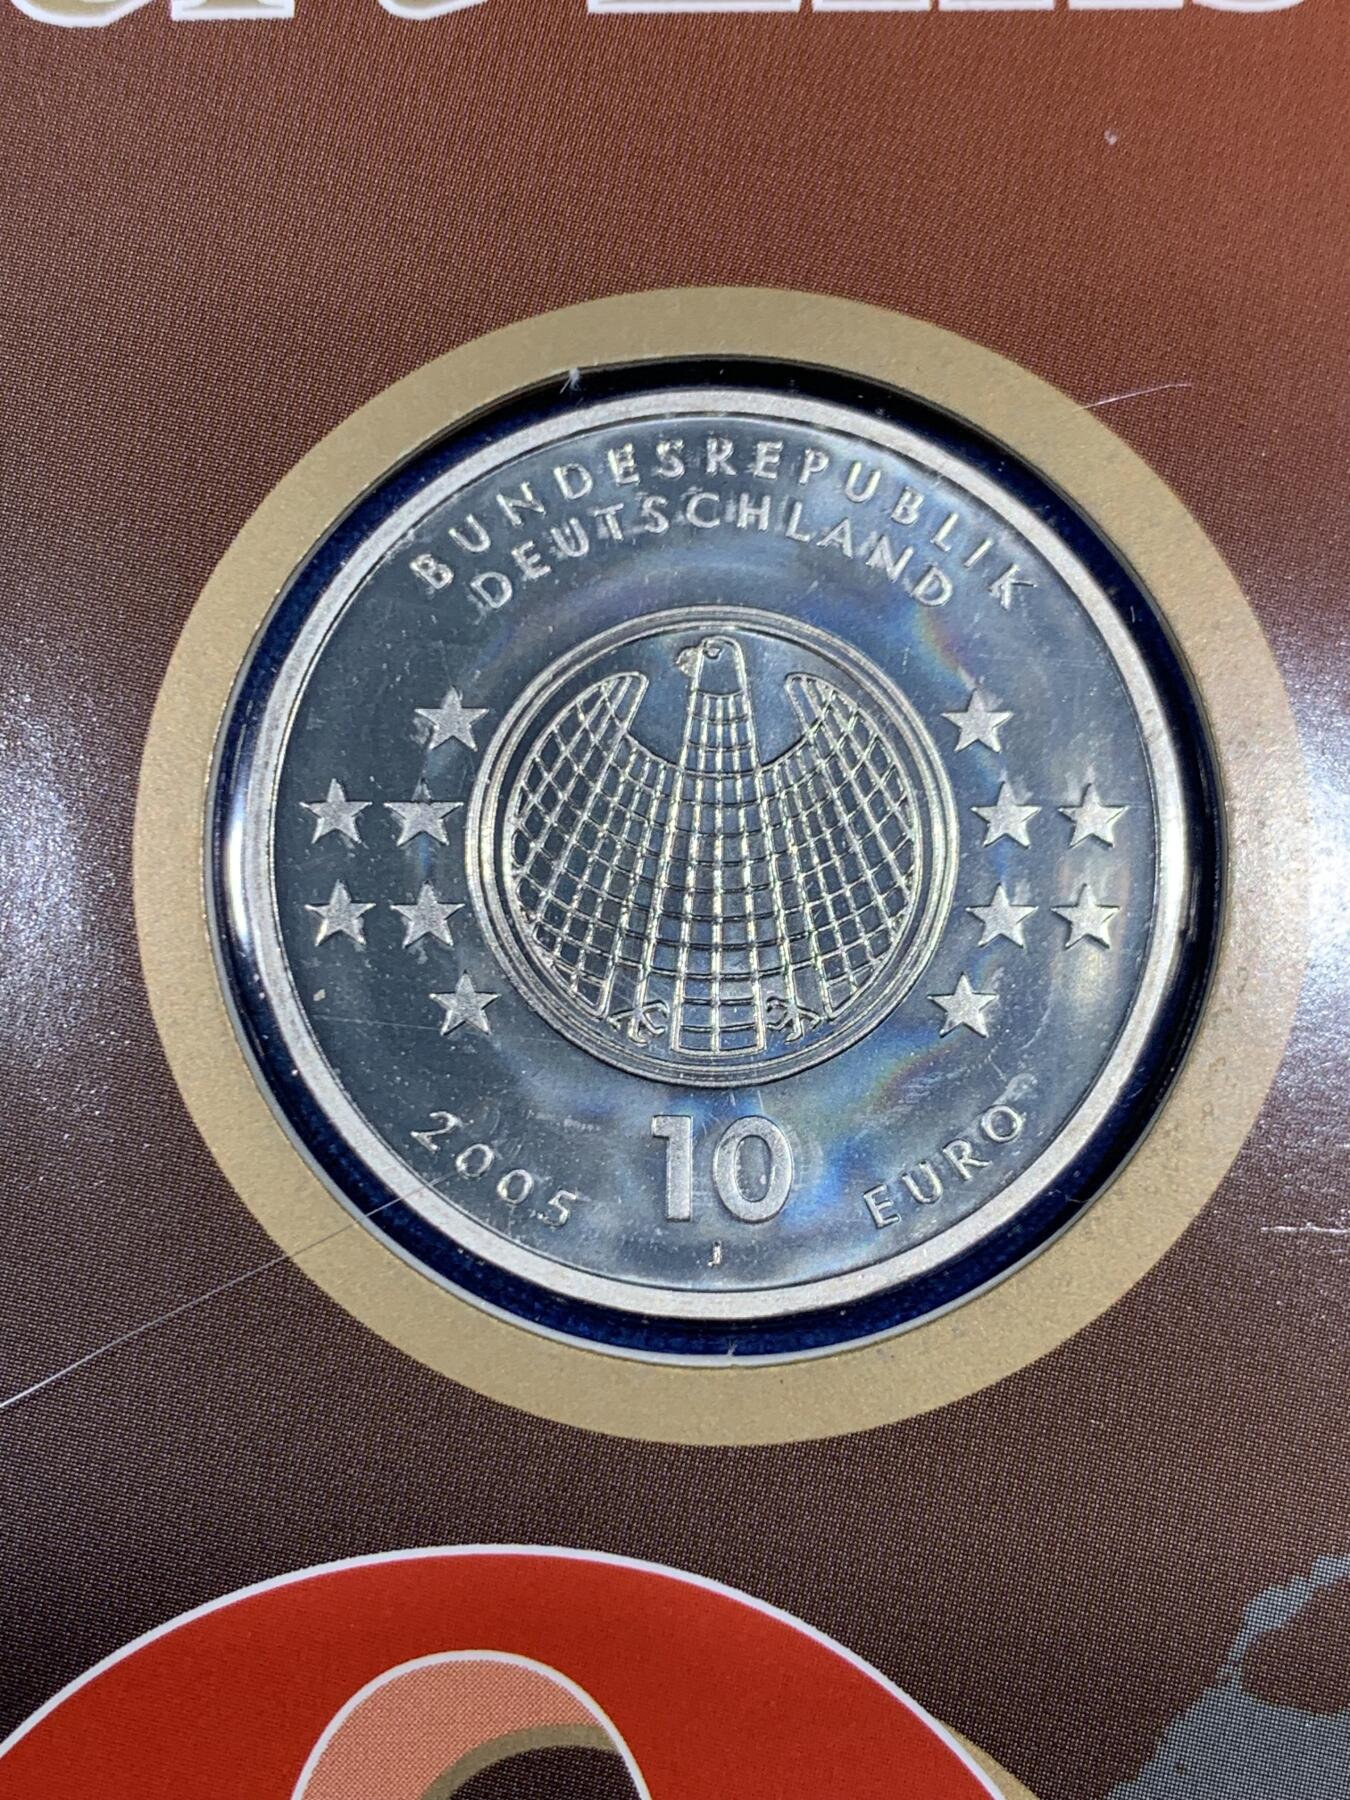 BUNDESREPUBLIK
DEUTSCHLAND
2005
10
EURO
J